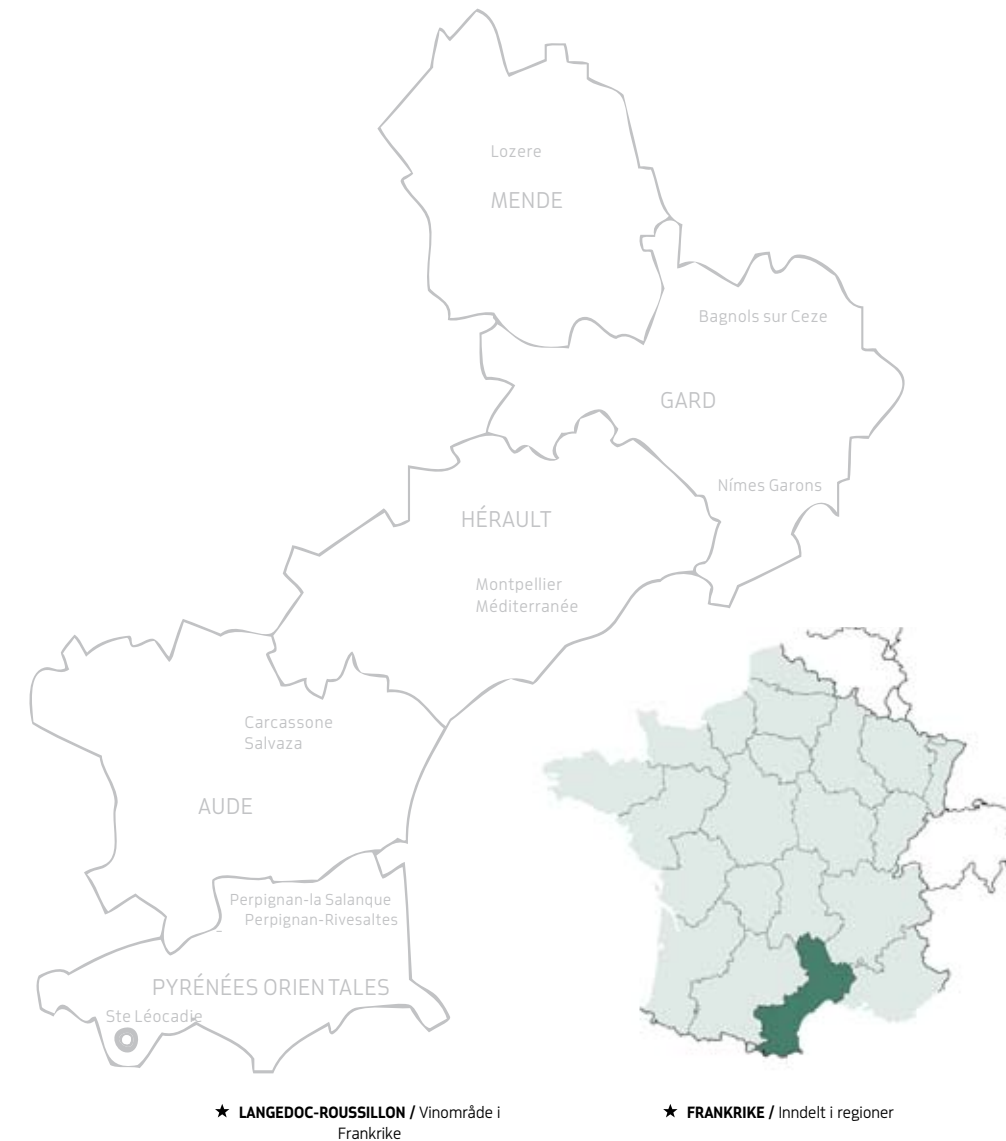 Lozere
MENDE
Bagnols sur Ceze
GARD
Nímes Garons
HÉRAULT
Montpellier
Méditerranée
Carcassone
Salvaza
AUDE
Perpignan-la Salanque
Perpignan-Rivesaltes
PYRÉNÉES ORIENTALES
Ste Léocadie
★ LANGEDOC-ROUSSILLON / Vinområde i
Frankrike
★ FRANKRIKE / Inndelt i regioner